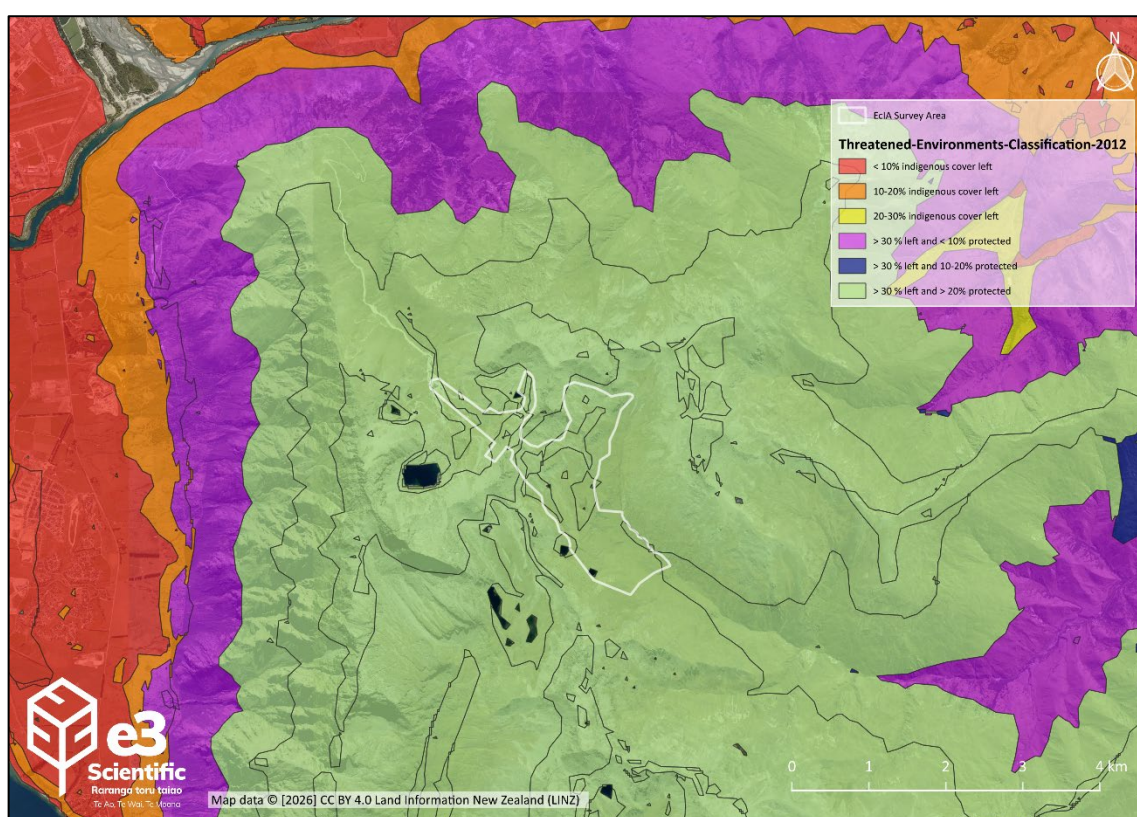 N
EcIA Survey Area
Threatened-Environments-Classification-2012
< 10% indigenous cover left
10-20% indigenous cover left
20-30% indigenous cover left
> 30 % left and < 10% protected
> 30 % left and 10-20% protected
> 30 % left and > 20% protected
e3
Scientific
Raranga toru taiao
Te Ao, Te Wai, Te Moana
Map data © [2026] CC BY 4.0 Land Information New Zealand (LINZ)
0 1 2 3 4 km